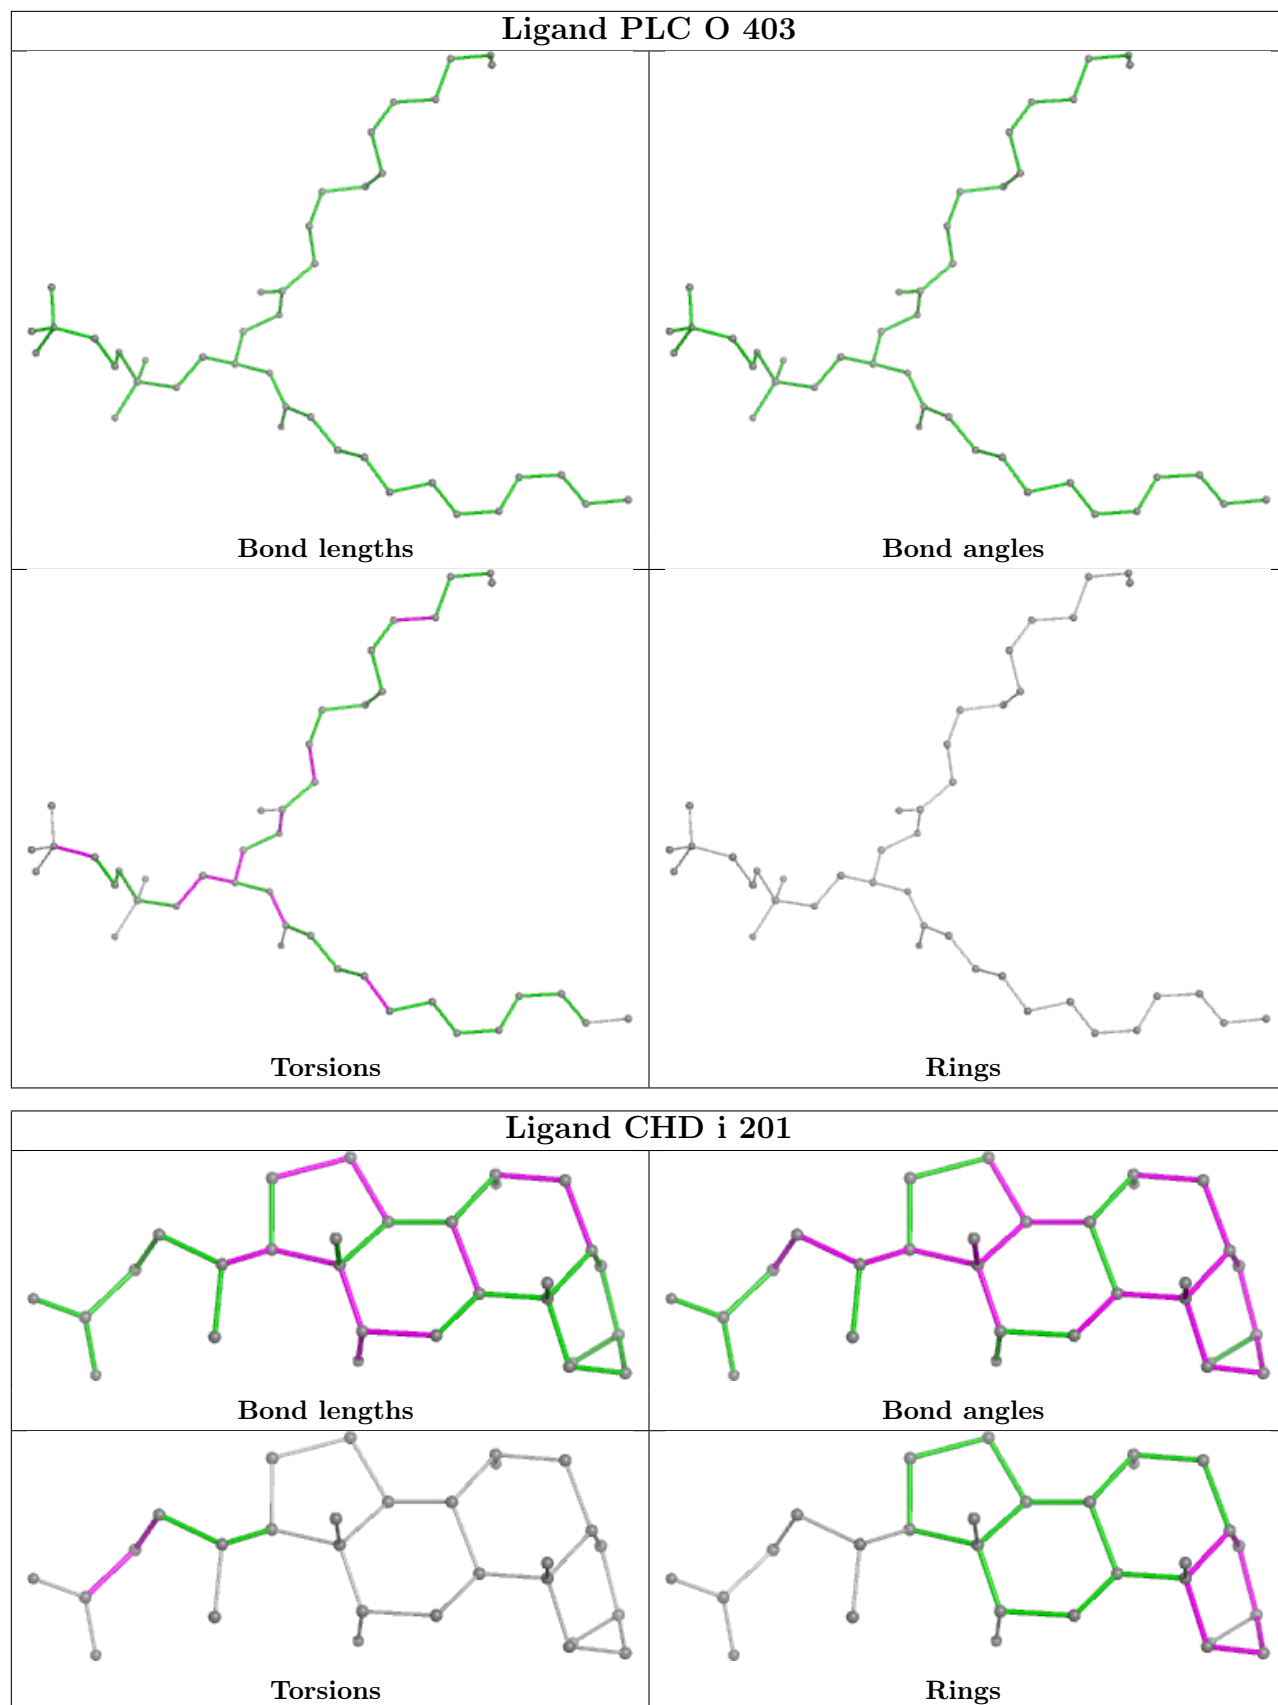 Ligand PLC O 403
Bond lengths
Bond angles
Torsions
Rings
Ligand CHD i 201
Bond lengths
Bond angles
Torsions
Rings